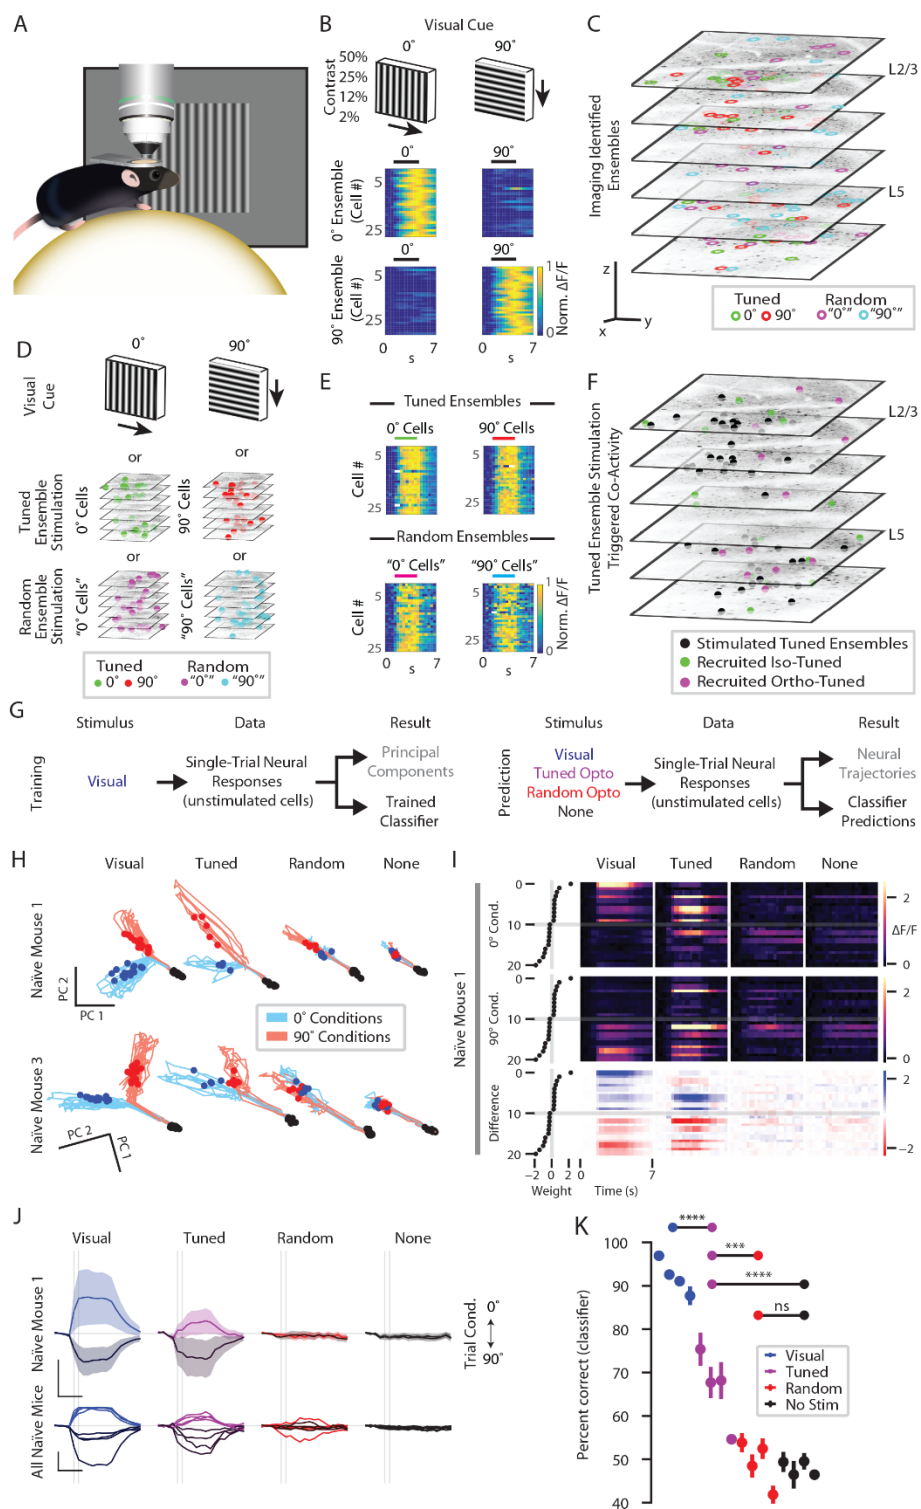 A
B
Visual Cue
0°
90°
Contrast
50%
25%
12%
2%
0°
90°
0° Ensemble
(Cell #)
5
25
90° Ensemble
(Cell #)
5
25
0
7
0
7
s
s
1
0
Norm. ΔF/F
C
Imaging Identified
Ensembles
L2/3
L5
z
x
y
Tuned
Random
0°
90°
“0°”
“90°”
D
Visual
Cue
0°
90°
or
or
Tuned
Ensemble
Stimulation
0° Cells
90° Cells
or
or
Random
Ensemble
Stimulation
“0° Cells”
“90° Cells”
Tuned
Random
0°
90°
“0°”
“90°”
E
Tuned Ensembles
0° Cells
90° Cells
Cell #
5
25
Random Ensembles
“0° Cells”
“90° Cells”
Cell #
5
25
0
7
0
7
s
s
1
0
Norm. ΔF/F
F
Tuned Ensemble Stimulation
Triggered Co-Activity
L2/3
L5
Stimulated Tuned Ensembles
Recruited Iso-Tuned
Recruited Ortho-Tuned
G
Training
Stimulus
Data
Result
Visual
Single-Trial Neural
Responses
(unstimulated cells)
Principal
Components
Trained
Classifier
Prediction
Stimulus
Data
Result
Visual
Tuned Opto
Random Opto
None
Single-Trial Neural
Responses
(unstimulated cells)
Neural
Trajectories
Classifier
Predictions
H
Visual
Tuned
Random
None
Naïve Mouse 1
PC 2
PC 1
0° Conditions
90° Conditions
Naïve Mouse 3
PC 2
PC 1
I
Visual
Tuned
Random
None
Naïve Mouse 1
0° Cond.
0
10
20
2
ΔF/F
0
90° Cond.
10
20
2
0
Difference
0
10
20
2
−2
−2
0
2
0
7
Weight
Time (s)
J
Visual
Tuned
Random
None
Naïve Mouse 1
Trial Cond.
0°
90°
All Naïve Mice
K
Percent correct (classifier)
100
90
80
70
60
50
40
****
***
****
ns
Visual
Tuned
Random
No Stim